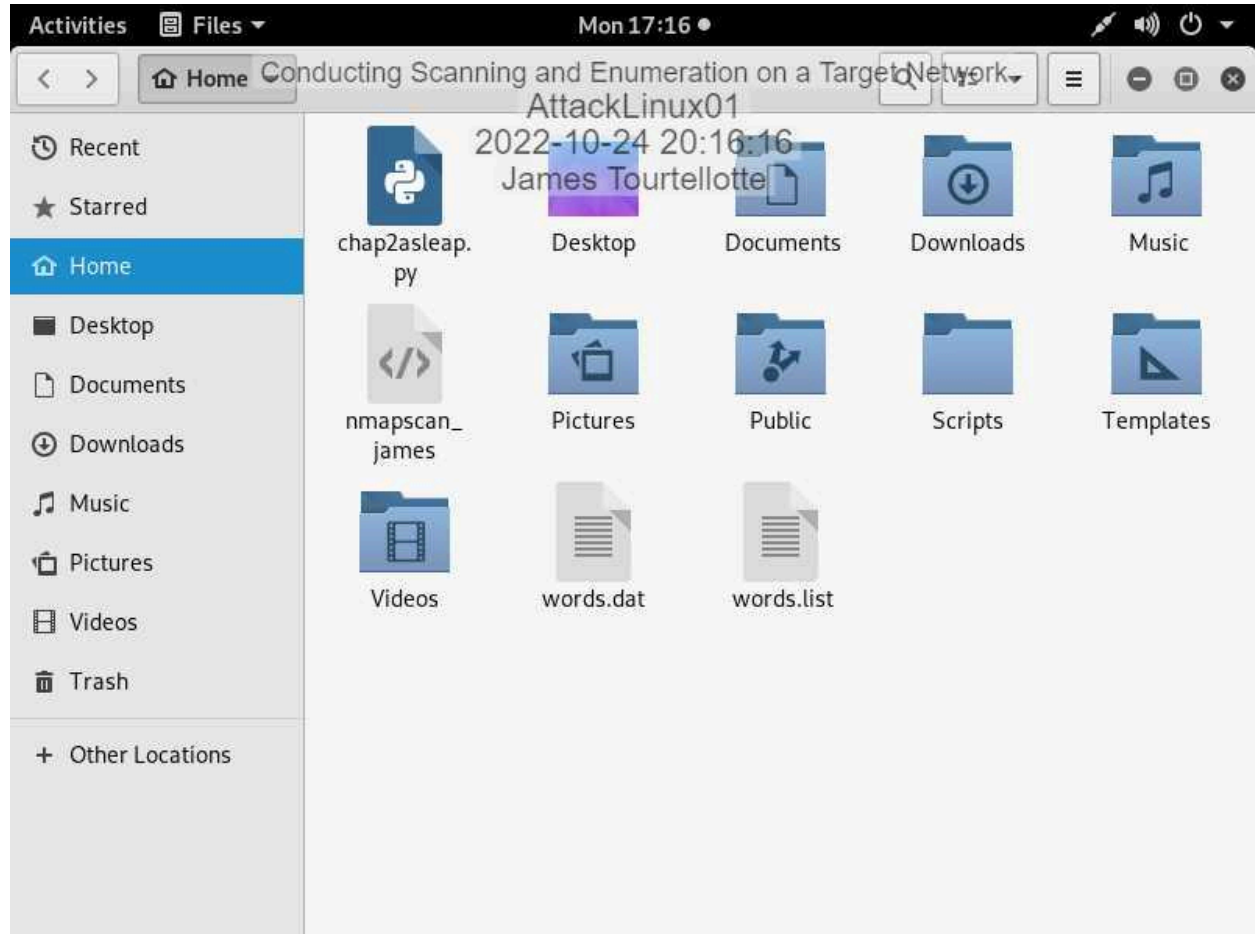 Activities Files Mon 17:16
Home
Conducting Scanning and Enumeration on a Target Network
AttackLinux01
2022-10-24 20:16:16
James Tourtellotte
Recent
Starred
Home
Desktop
Documents
Downloads
Music
Pictures
Videos
Trash
+ Other Locations
chap2asleap.
py
Desktop
Documents
Downloads
Music
nmapscan_
james
Pictures
Public
Scripts
Templates
Videos
words.dat
words.list